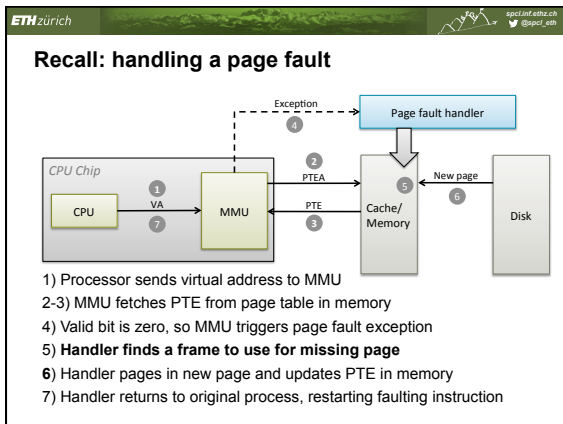 ETH zürich
spcl.inf.ethz.ch
@spcl_eth
Recall: handling a page fault
Exception
4
Page fault handler
CPU Chip
2
PTEA
1
VA
7
CPU
MMU
PTE
3
Cache/
Memory
5
New page
6
Disk
1) Processor sends virtual address to MMU
2-3) MMU fetches PTE from page table in memory
4) Valid bit is zero, so MMU triggers page fault exception
5) Handler finds a frame to use for missing page
6) Handler pages in new page and updates PTE in memory
7) Handler returns to original process, restarting faulting instruction